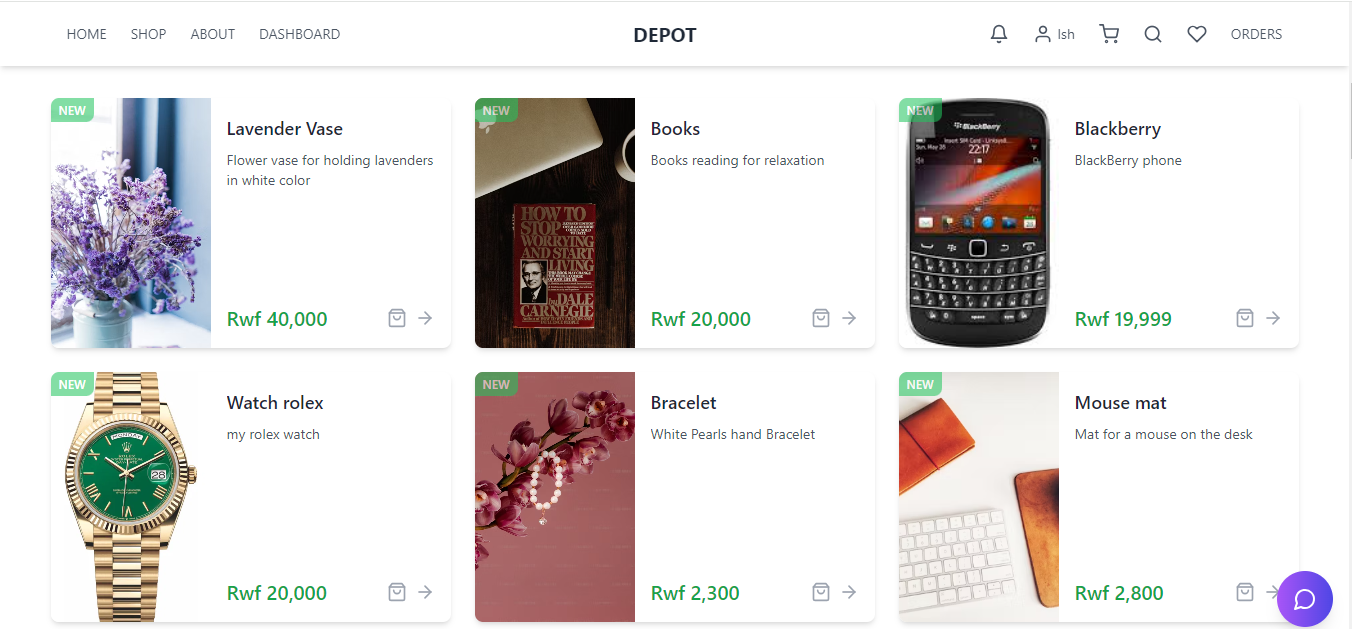 HOME SHOP ABOUT DASHBOARD DEPOT Ish ORDERS
NEW
Lavender Vase
Flower vase for holding lavenders
in white color
Rwf 40,000
NEW
HOW TO
STOP
WORRYING
AND START
LIVING
by DALE
CARNEGIE
Books
Books reading for relaxation
Rwf 20,000
NEW
BlackBerry
22:17
Blackberry
BlackBerry phone
Rwf 19,999
NEW
MONDAY
28
Watch rolex
my rolex watch
Rwf 20,000
NEW
Bracelet
White Pearls hand Bracelet
Rwf 2,300
NEW
Mouse mat
Mat for a mouse on the desk
Rwf 2,800